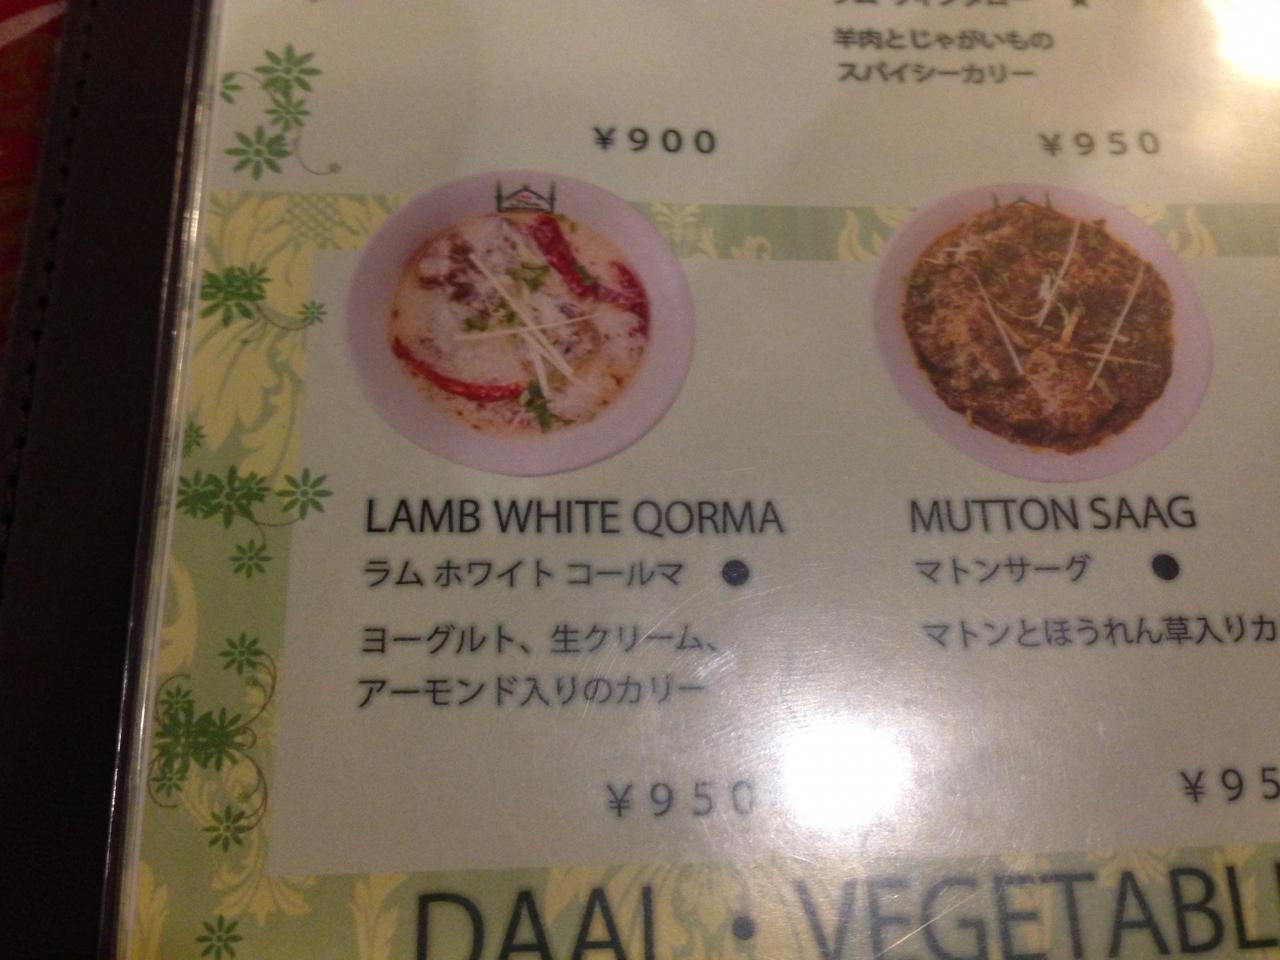 羊肉とじゃがいもの
スパイシーカリー
¥900
¥950
LAMB WHITE QORMA
ラム ホワイト コールマ ●
ヨーグルト、生クリーム、
アーモンド入りのカリー
¥950
MUTTON SAAG
マトンサーグ ●
マトンとほうれん草入りカ
¥95
DAAL・VEGETABL